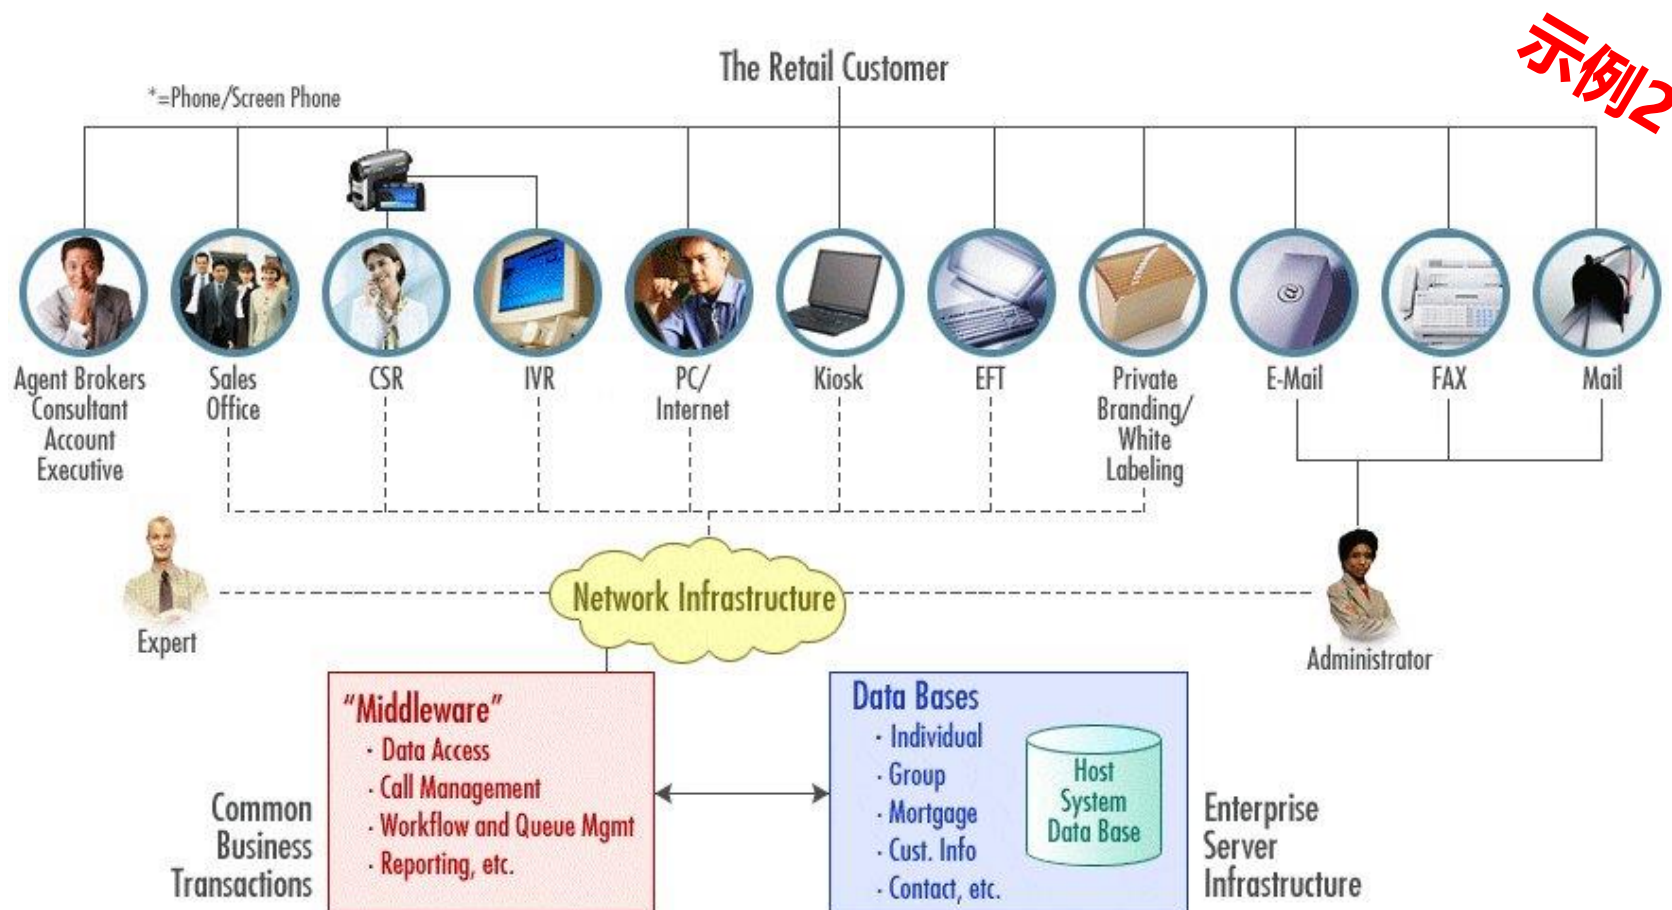 示例2
The Retail Customer
*=Phone/Screen Phone
@
Agent Brokers
Consultant
Account
Executive
Sales
Office
CSR
IVR
PC/
Internet
Kiosk
EFT
Private
Branding/
White
Labeling
E-Mail
FAX
Mail
Expert
Network Infrastructure
Administrator
Common
Business
Transactions
“Middleware”
· Data Access
· Call Management
· Workflow and Queue Mgmt
· Reporting, etc.
Data Bases
· Individual
· Group
· Mortgage
· Cust. Info
· Contact, etc.
Host
System
Data Base
Enterprise
Server
Infrastructure